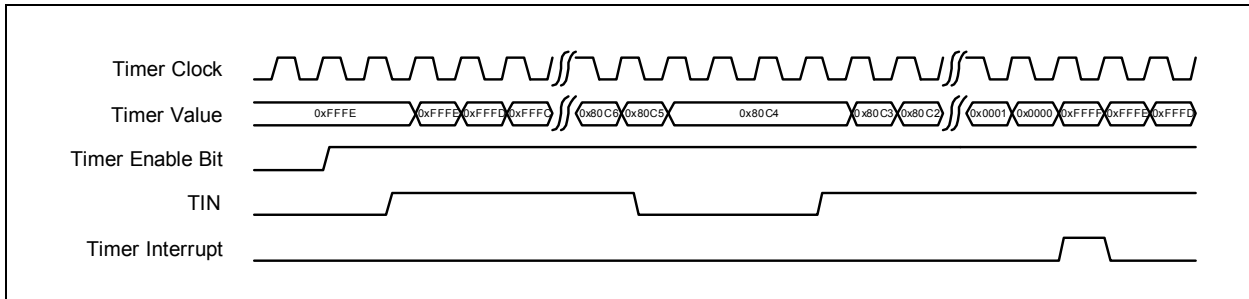 Timer Clock
Timer Value 0xFFFE 0xFFFE 0xFFFD 0xFFFC 0x80C6 0x80C5 0x80C4 0x80C3 0x80C2 0x0001 0x0000 0xFFFF 0xFFFE 0xFFFD
Timer Enable Bit
TIN
Timer Interrupt